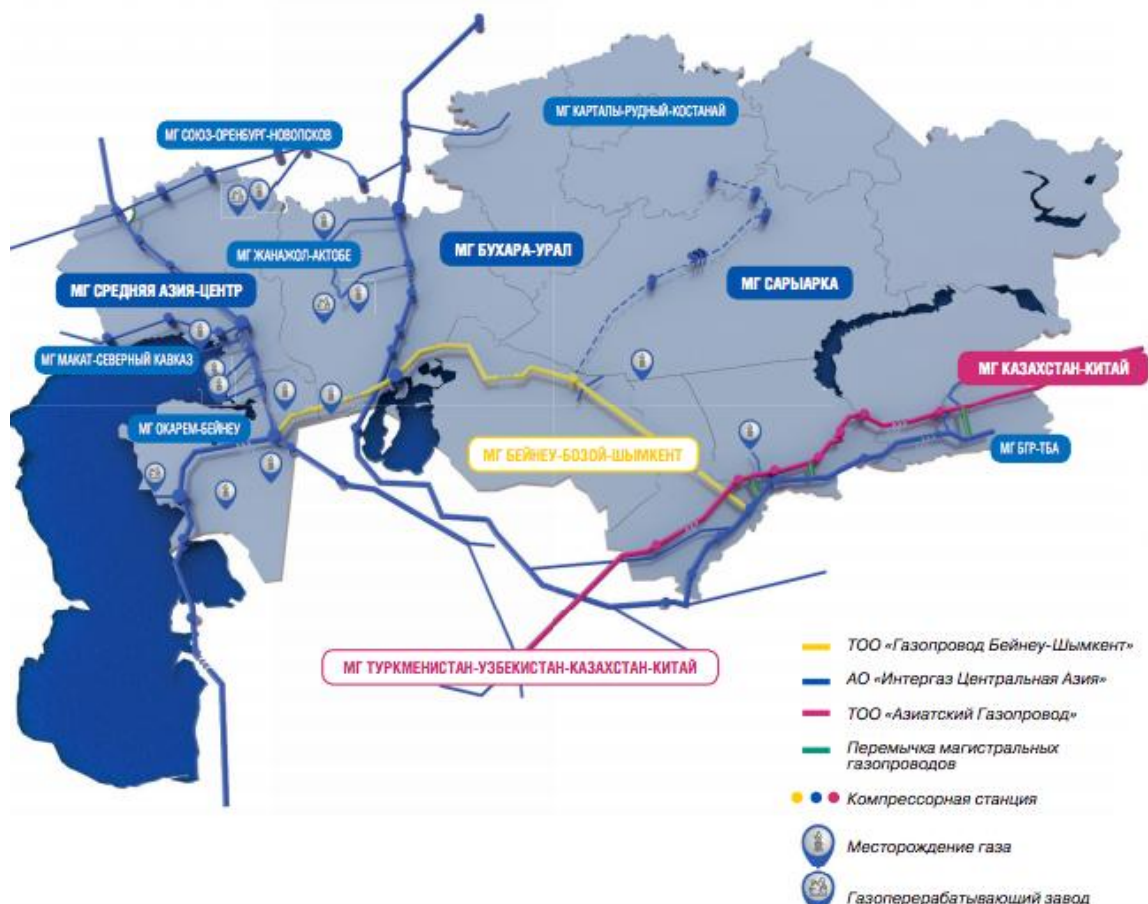 МГ КАРТАЛЫ-РУДНЫЙ-КОСТАНАЙ
МГ СОЮЗ-ОРЕНБУРГ-НОВОПСКОВ
МГ БУХАРА-УРАЛ
МГ ЖАНАЖОЛ-АКТОБЕ
МГ САРЫАРКА
МГ СРЕДНЯЯ АЗИЯ-ЦЕНТР
МГ МАКАТ-СЕВЕРНЫЙ КАВКАЗ
МГ КАЗАХСТАН-КИТАЙ
МГ ОКАРЕМ-БЕЙНЕУ
МГ БЕЙНЕУ-БОЗОЙ-ШЫМКЕНТ
МГ БГР-ТБА
МГ ТУРКМЕНИСТАН-УЗБЕКИСТАН-КАЗАХСТАН-КИТАЙ
ТОО «Газопровод Бейнеу-Шымкент»
АО «Интергаз Центральная Азия»
ТОО «Азиатский Газопровод»
Перемычка магистральных
газопроводов
Компрессорная станция
Месторождение газа
Газоперерабатывающий завод